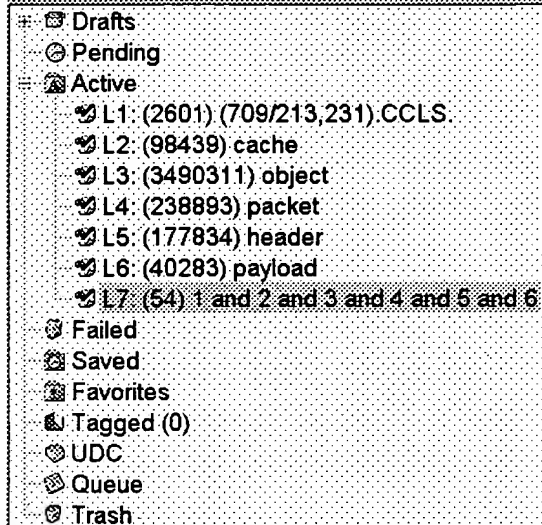 Drafts
Pending
Active
L1: (2601) (709/213,231).CCLS.
L2: (98439) cache
L3: (3490311) object
L4: (238893) packet
L5: (177834) header
L6: (40283) payload
L7: (54) 1 and 2 and 3 and 4 and 5 and 6
Failed
Saved
Favorites
Tagged (0)
UDC
Queue
Trash